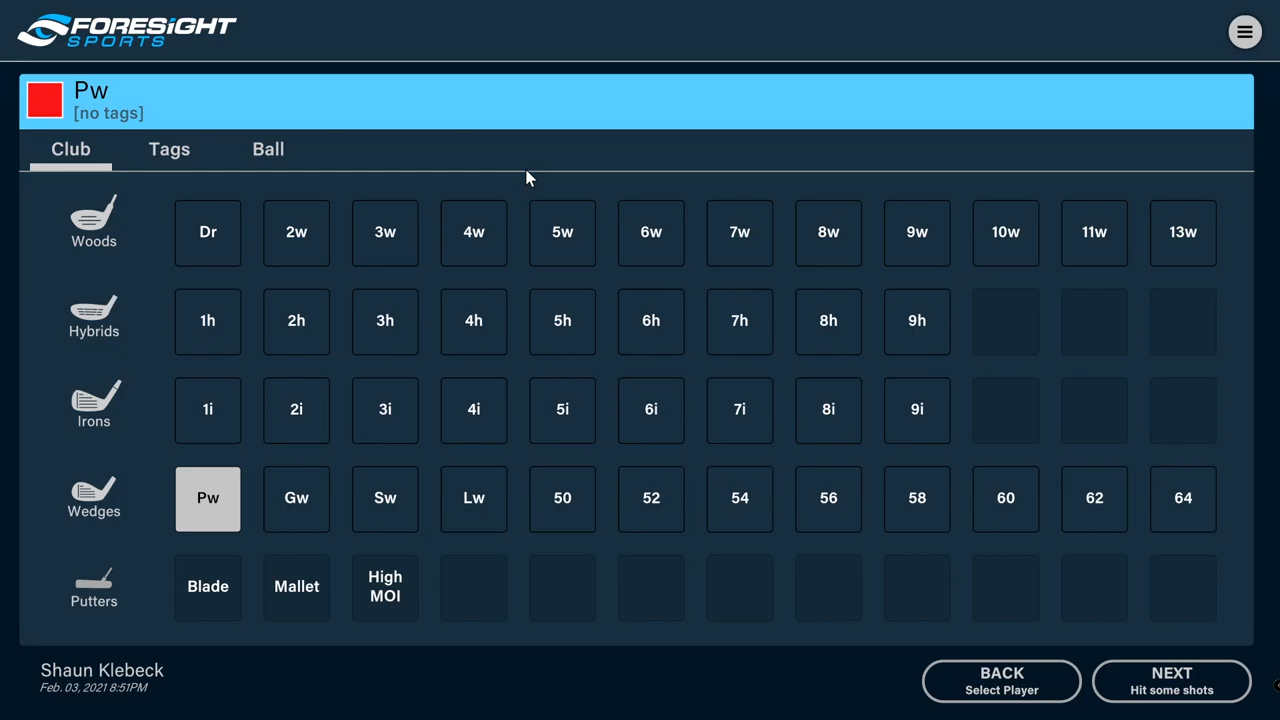 FORESIGHT
SPORTS
Pw
[no tags]
Club Tags Ball
Woods Dr 2w 3w 4w 5w 6w 7w 8w 9w 10w 11w 13w
Hybrids 1h 2h 3h 4h 5h 6h 7h 8h 9h
Irons 1i 2i 3i 4i 5i 6i 7i 8i 9i
Wedges Pw Gw Sw Lw 50 52 54 56 58 60 62 64
Putters Blade Mallet High MOI
Shaun Klebeck
Feb. 03, 2021 8:51PM
BACK
Select Player
NEXT
Hit some shots